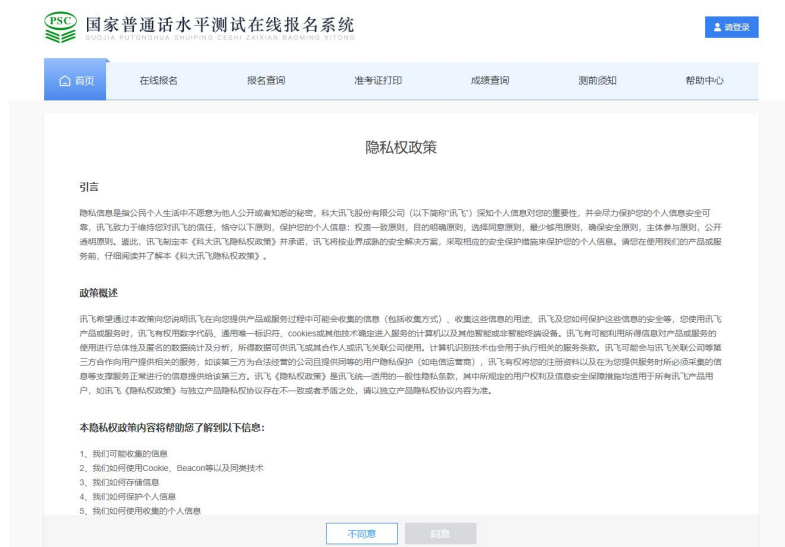 PSC
国家普通话水平测试在线报名系统
GUOJIA PUTONGHUA SHUIPING CESHI ZAIXIAN BAOMING XITONG
请登录
首页 在线报名 报名查询 准考证打印 成绩查询 测前须知 帮助中心
隐私权政策
引言
隐私信息是指公民个人生活中不愿意为他人公开或者知悉的秘密，科大讯飞股份有限公司（以下简称“讯飞”）深知个人信息对您的重要性，并会尽力保护您的个人信息安全可
靠，讯飞致力于维持您对讯飞的信任，恪守以下原则，保护您的个人信息：权责一致原则，目的明确原则，选择同意原则，最少够用原则，确保安全原则，主体参与原则，公开
透明原则。鉴此，讯飞制定本《科大讯飞隐私权政策》并承诺，讯飞将按业界成熟的安全解决方案，采取相应的安全保护措施来保护您的个人信息。请您在使用我们的产品或服
务前，仔细阅读并了解本《科大讯飞隐私权政策》。
政策概述
讯飞希望通过本政策向您说明讯飞在向您提供产品或服务过程中可能会收集的信息（包括收集方式）、收集这些信息的用途、讯飞及您如何保护这些信息的安全等，您使用讯飞
产品或服务时，讯飞有权用数字代码、通用唯一标识符、cookies或其他技术确定进入服务的计算机以及其他智能或非智能终端设备。讯飞有可能利用所得信息对产品或服务的
使用进行总体性及匿名的数据统计及分析，所得数据可供讯飞或其合作人或讯飞关联公司使用。计算机识别技术也会用于执行相关的服务条款。讯飞可能会与讯飞关联公司等第
三方合作向用户提供相关的服务，如该第三方为合法经营的公司且提供同等的用户隐私保护（如电信运营商），讯飞有权将您的注册资料以及在为您提供服务时所必须采集的信
息等支撑服务正常进行的信息提供给该第三方。讯飞《隐私权政策》是讯飞统一适用的一般性隐私条款，其中所规定的用户权利及信息安全保障措施均适用于所有讯飞产品用
户，如讯飞《隐私权政策》与独立产品隐私权协议存在不一致或者矛盾之处，请以独立产品隐私权协议内容为准。
本隐私权政策内容将帮助您了解到以下信息：
1、我们可能收集的信息
2、我们如何使用Cookie、Beacon等以及同类技术
3、我们如何存储信息
4、我们如何保护个人信息
5、我们如何使用收集的个人信息
不同意 同意